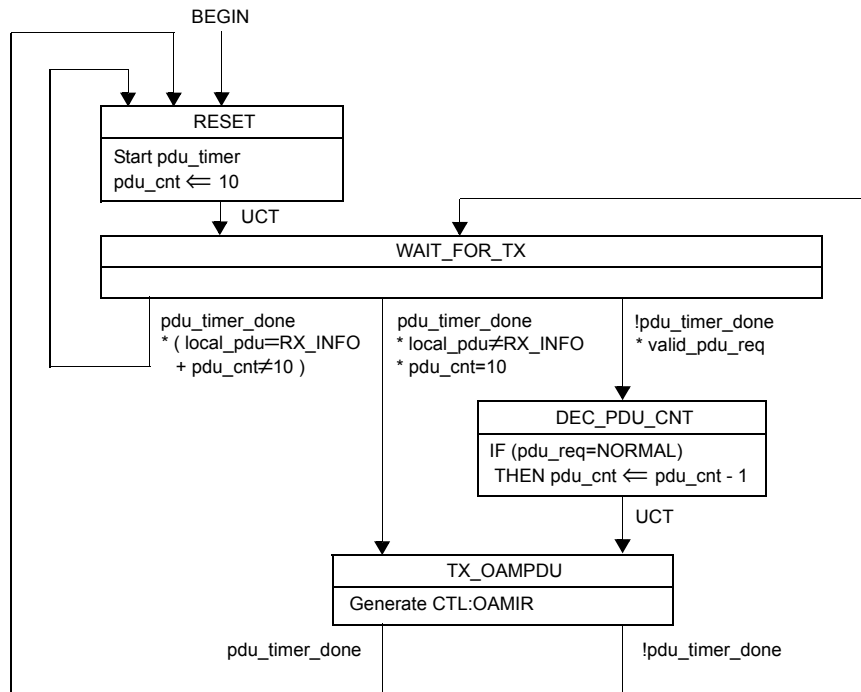 BEGIN
RESET
Start pdu_timer
pdu_cnt ⇐ 10
UCT
WAIT_FOR_TX
pdu_timer_done
* ( local_pdu=RX_INFO
+ pdu_cnt≠10 )
pdu_timer_done
* local_pdu≠RX_INFO
* pdu_cnt=10
!pdu_timer_done
* valid_pdu_req
DEC_PDU_CNT
IF (pdu_req=NORMAL)
THEN pdu_cnt ⇐ pdu_cnt - 1
UCT
TX_OAMPDU
Generate CTL:OAMIR
pdu_timer_done
!pdu_timer_done